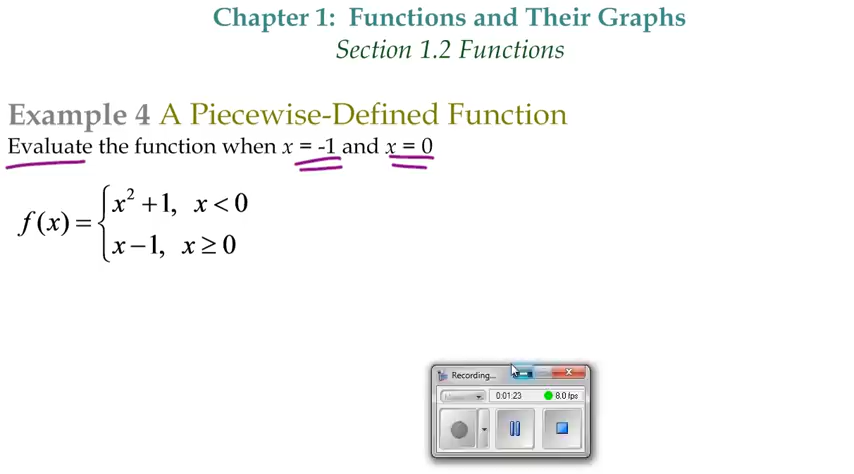 Chapter 1: Functions and Their Graphs
Section 1.2 Functions
Example 4 A Piecewise-Defined Function
Evaluate the function when x = -1 and x = 0
f(x) = { x² + 1, x < 0
x − 1, x ≥ 0
Recording...
0:01:23 8.0 fps